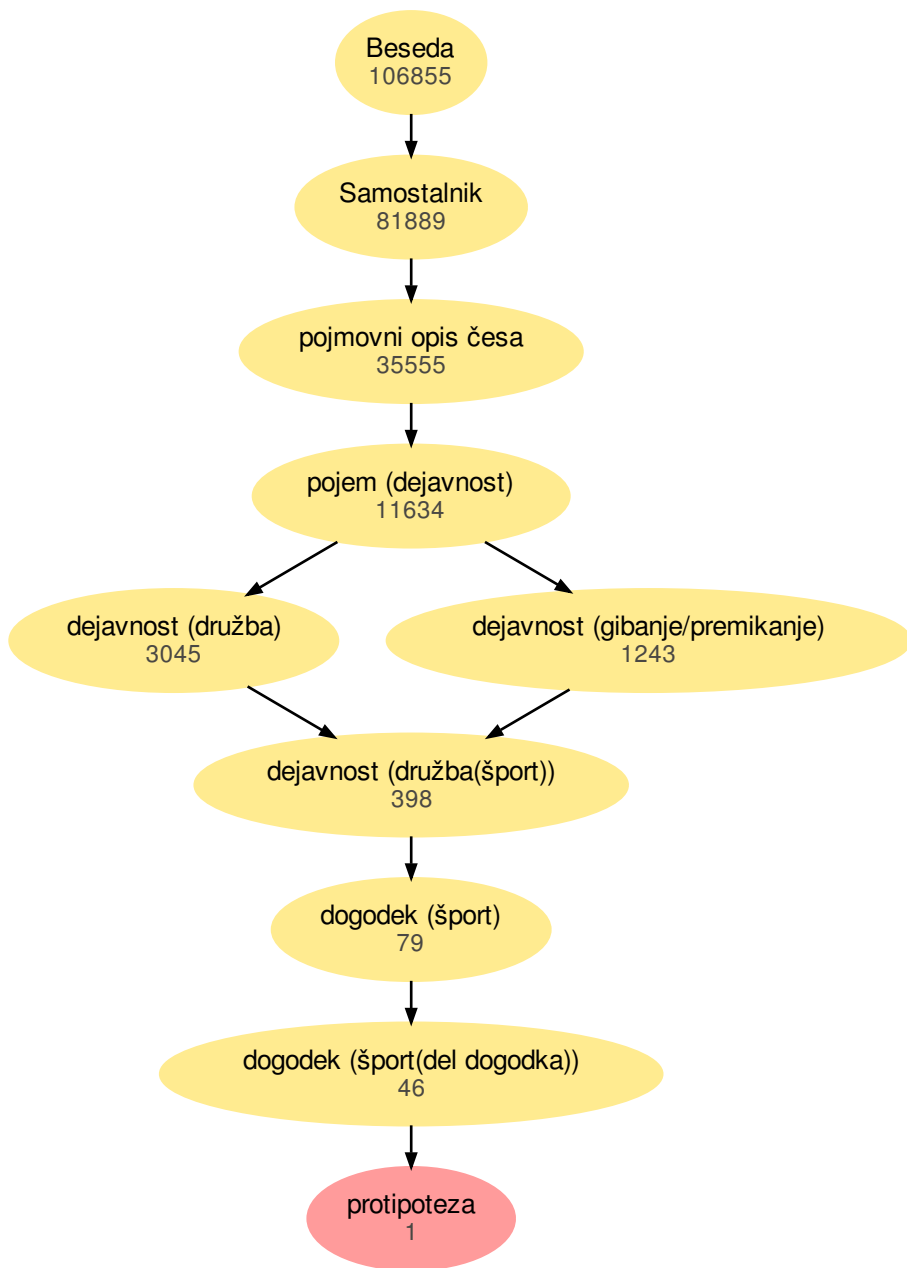 Beseda
106855
Samostalnik
81889
pojmovni opis česa
35555
pojem (dejavnost)
11634
dejavnost (družba)
3045
dejavnost (gibanje/premikanje)
1243
dejavnost (družba(šport))
398
dogodek (šport)
79
dogodek (šport(del dogodka))
46
protipoteza
1